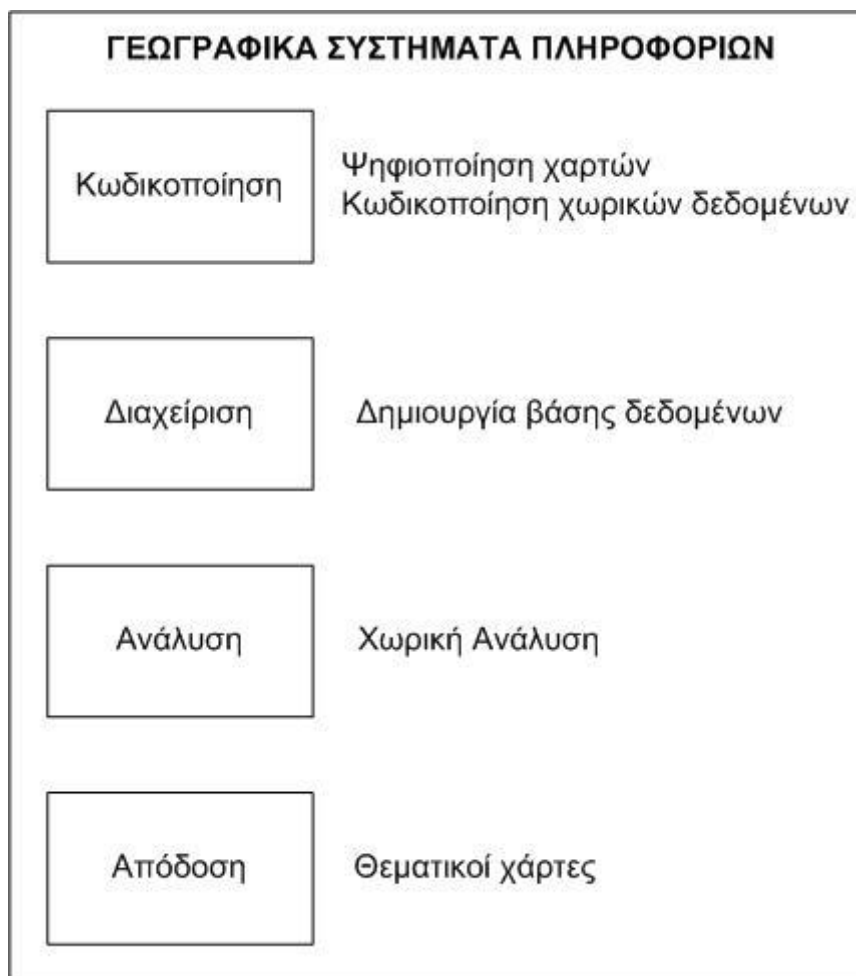 ΓΕΩΓΡΑΦΙΚΑ ΣΥΣΤΗΜΑΤΑ ΠΛΗΡΟΦΟΡΙΩΝ
Κωδικοποίηση
Ψηφιοποίηση χαρτών
Κωδικοποίηση χωρικών δεδομένων
Διαχείριση
Δημιουργία βάσης δεδομένων
Ανάλυση
Χωρική Ανάλυση
Απόδοση
Θεματικοί χάρτες